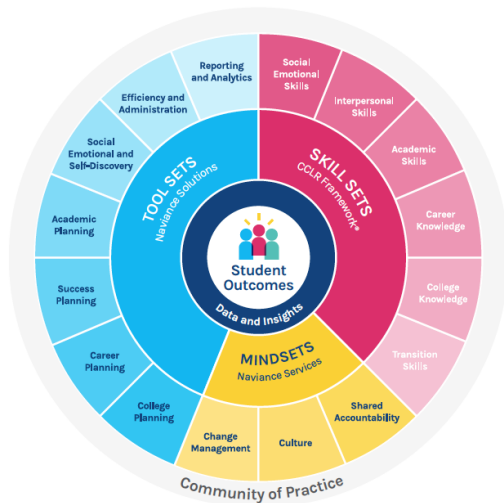 Reporting
and Analytics
Social
Emotional
Skills
Efficiency and
Administration
Interpersonal
Skills
Social
Emotional and
Self-Discovery
Academic
Skills
TOOL SETS
Naviance Solutions
SKILL SETS
CCLR Framework®
Academic
Planning
Career
Knowledge
Student
Outcomes
Data and Insights
Success
Planning
College
Knowledge
MINDSETS
Naviance Services
Career
Planning
Transition
Skills
College
Planning
Shared
Accountability
Change
Management
Culture
Community of Practice